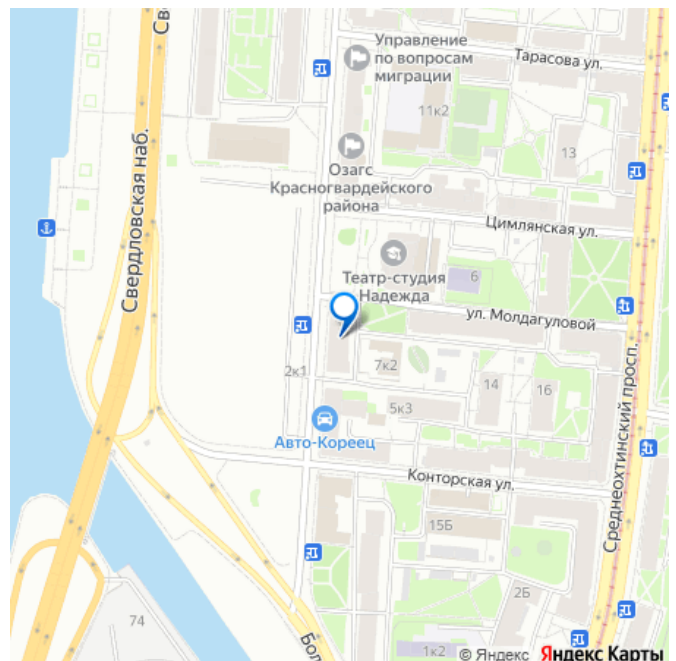 Св
Управление
по вопросам
миграции
Тарасова ул.
11к2
13
Озагс
Красногвардейского
района
Свердловская наб.
Цимлянская ул.
Театр-студия
Надежда
6
ул. Молдагуловой
2к1
7к2
14
16
5к3
Авто-Кореец
Среднеохтинский просп.
Конторская ул.
15Б
2Б
74
Бол
1к2
© Яндекс Яндекс Карты